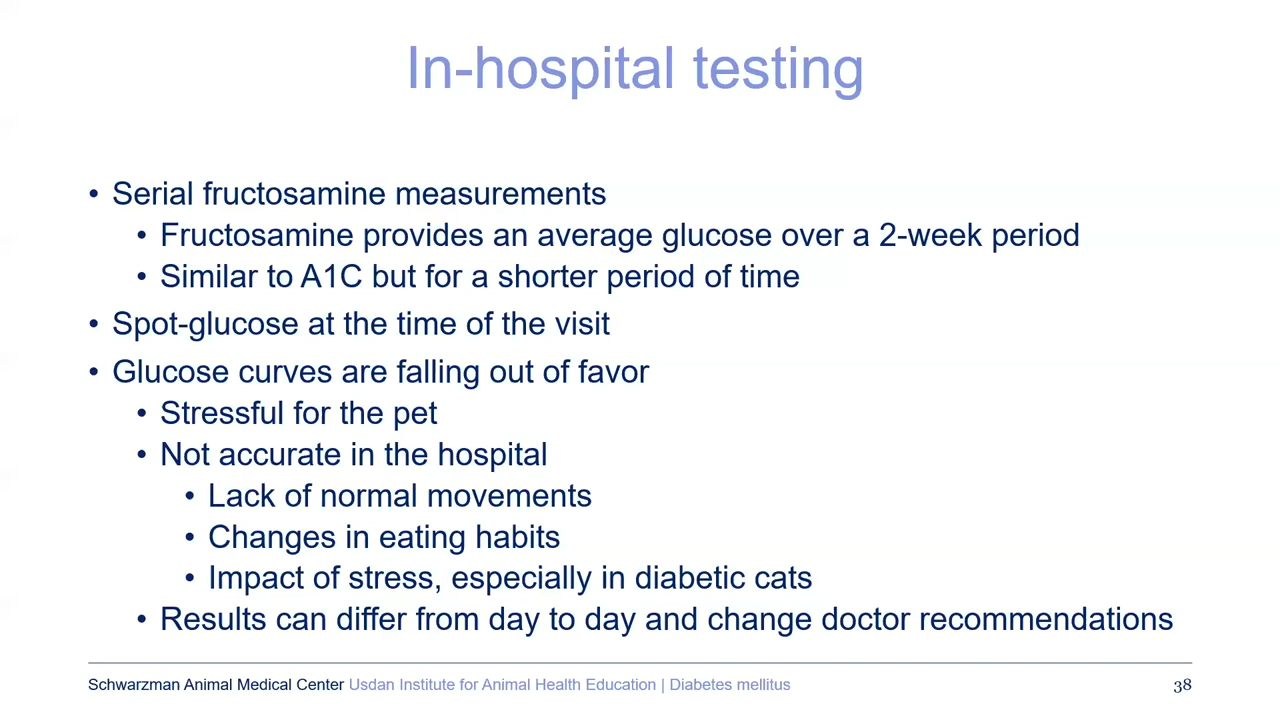 In-hospital testing
• Serial fructosamine measurements
• Fructosamine provides an average glucose over a 2-week period
• Similar to A1C but for a shorter period of time
• Spot-glucose at the time of the visit
• Glucose curves are falling out of favor
• Stressful for the pet
• Not accurate in the hospital
• Lack of normal movements
• Changes in eating habits
• Impact of stress, especially in diabetic cats
• Results can differ from day to day and change doctor recommendations
Schwarzman Animal Medical Center Usdan Institute for Animal Health Education | Diabetes mellitus 38